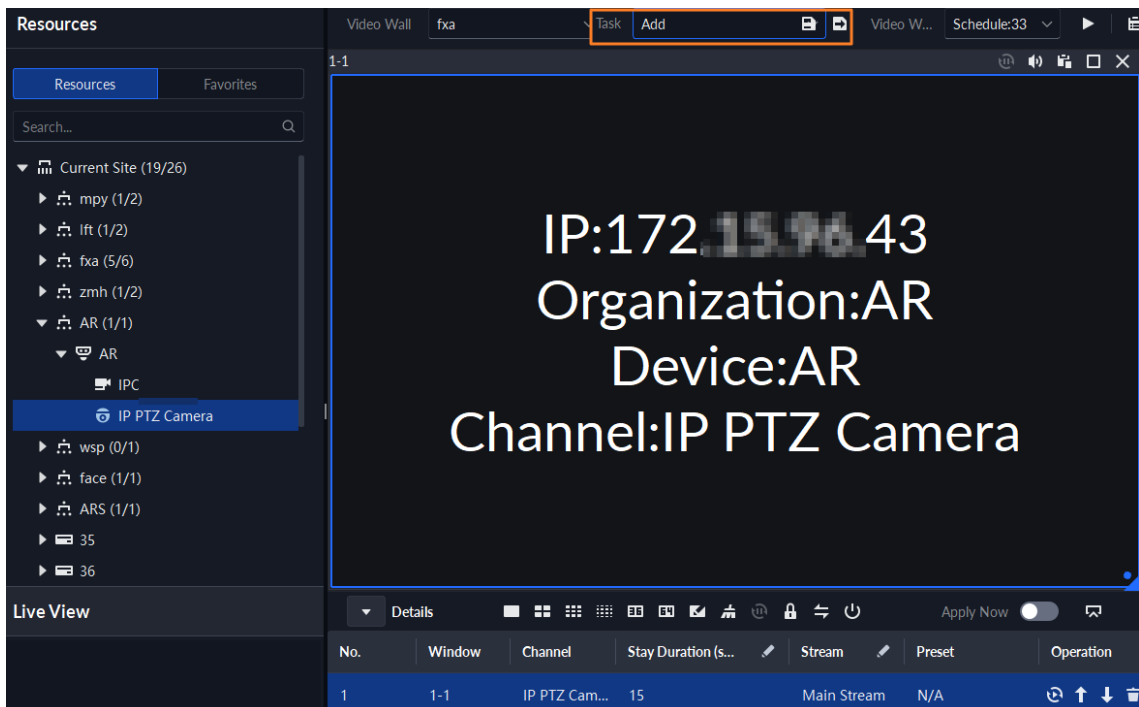 Resources
Video Wall fxa Task Add Video W... Schedule:33
1-1
Resources Favorites
Search...
Current Site (19/26)
mpy (1/2)
lft (1/2)
fxa (5/6)
zmh (1/2)
AR (1/1)
AR
IPC
IP PTZ Camera
wsp (0/1)
face (1/1)
ARS (1/1)
35
36
IP:172. .43
Organization:AR
Device:AR
Channel:IP PTZ Camera
Live View
Details Apply Now
No. Window Channel Stay Duration (s... Stream Preset Operation
1 1-1 IP PTZ Cam... 15 Main Stream N/A